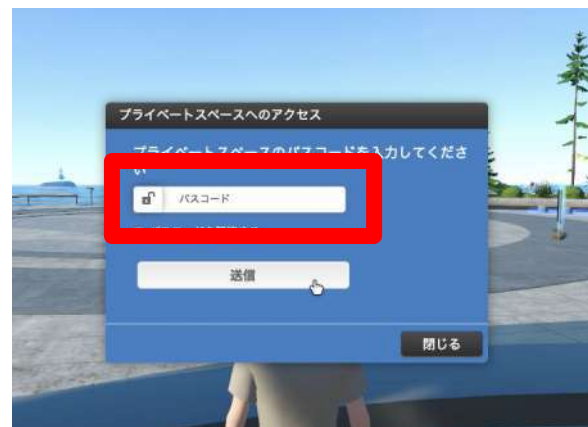 プライベートスペースへのアクセス
プライベートスペースのパスコードを入力してくださ
い
パスコード
送信
閉じる